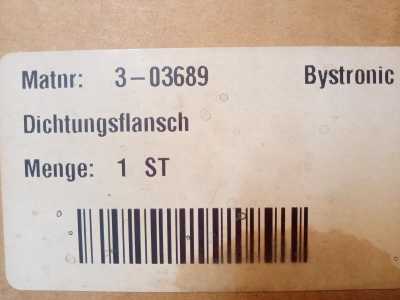 Matnr: 3-03689 Bystronic
Dichtungsflansch
Menge: 1 ST